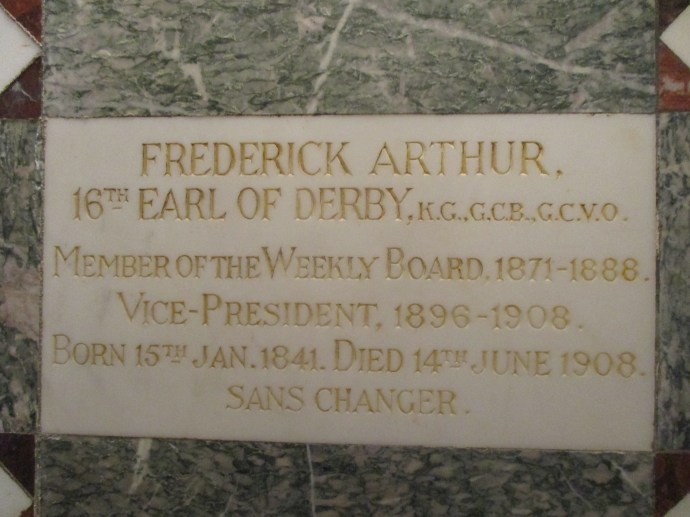 FREDERICK ARTHUR,
16TH EARL OF DERBY, K.G., G.C.B., G.C.V.O.
MEMBER OF THE WEEKLY BOARD, 1871-1888.
VICE-PRESIDENT, 1896-1908.
BORN 15TH JAN. 1841. DIED 14TH JUNE 1908.
SANS CHANGER.